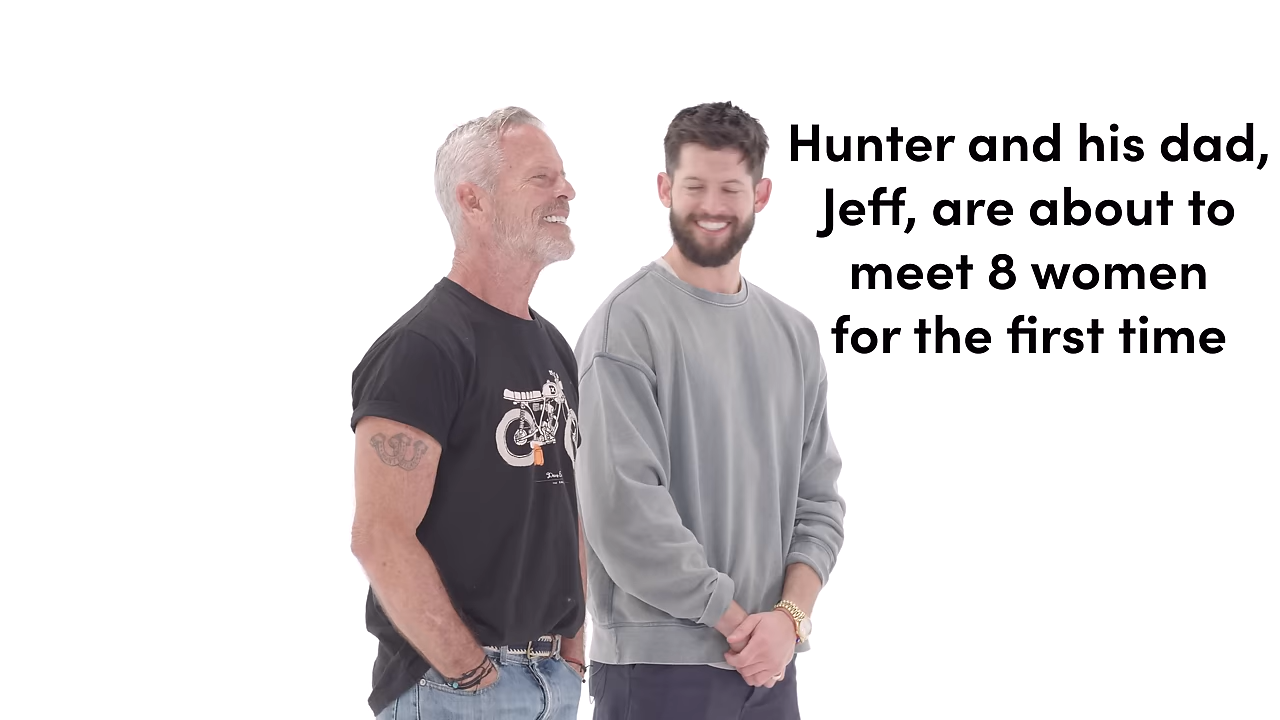 Hunter and his dad,
Jeff, are about to
meet 8 women
for the first time